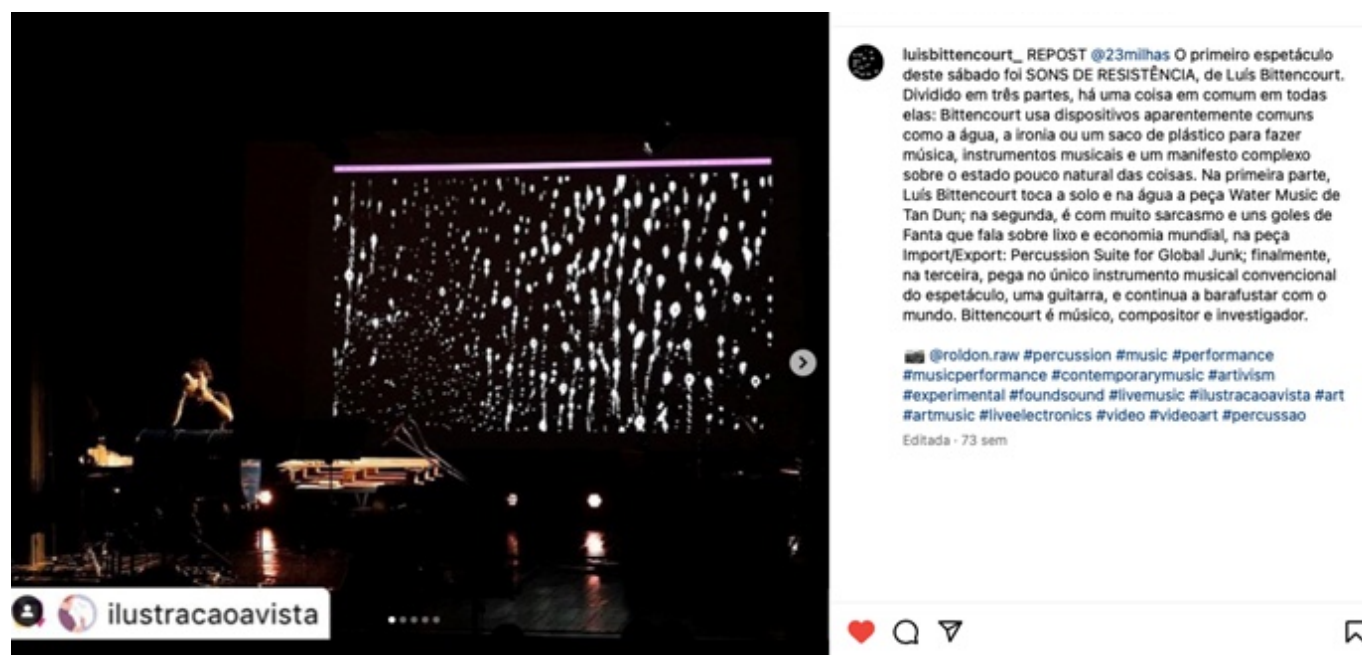 luisbittencourt_ REPOST @23milhas O primeiro espetáculo
deste sábado foi SONS DE RESISTÊNCIA, de Luís Bittencourt.
Dividido em três partes, há uma coisa em comum em todas
elas: Bittencourt usa dispositivos aparentemente comuns
como a água, a ironia ou um saco de plástico para fazer
música, instrumentos musicais e um manifesto complexo
sobre o estado pouco natural das coisas. Na primeira parte,
Luís Bittencourt toca a solo e na água a peça Water Music de
Tan Dun; na segunda, é com muito sarcasmo e uns goles de
Fanta que fala sobre lixo e economia mundial, na peça
Import/Export: Percussion Suite for Global Junk; finalmente,
na terceira, pega no único instrumento musical convencional
do espetáculo, uma guitarra, e continua a barafustar com o
mundo. Bittencourt é músico, compositor e investigador.
📷 @roldon.raw #percussion #music #performance
#musicperformance #contemporarymusic #artivism
#experimental #foundsound #livemusic #ilustracaoavista #art
#artmusic #liveelectronics #video #videoart #percussao
Editada · 73 sem
ilustracaoavista